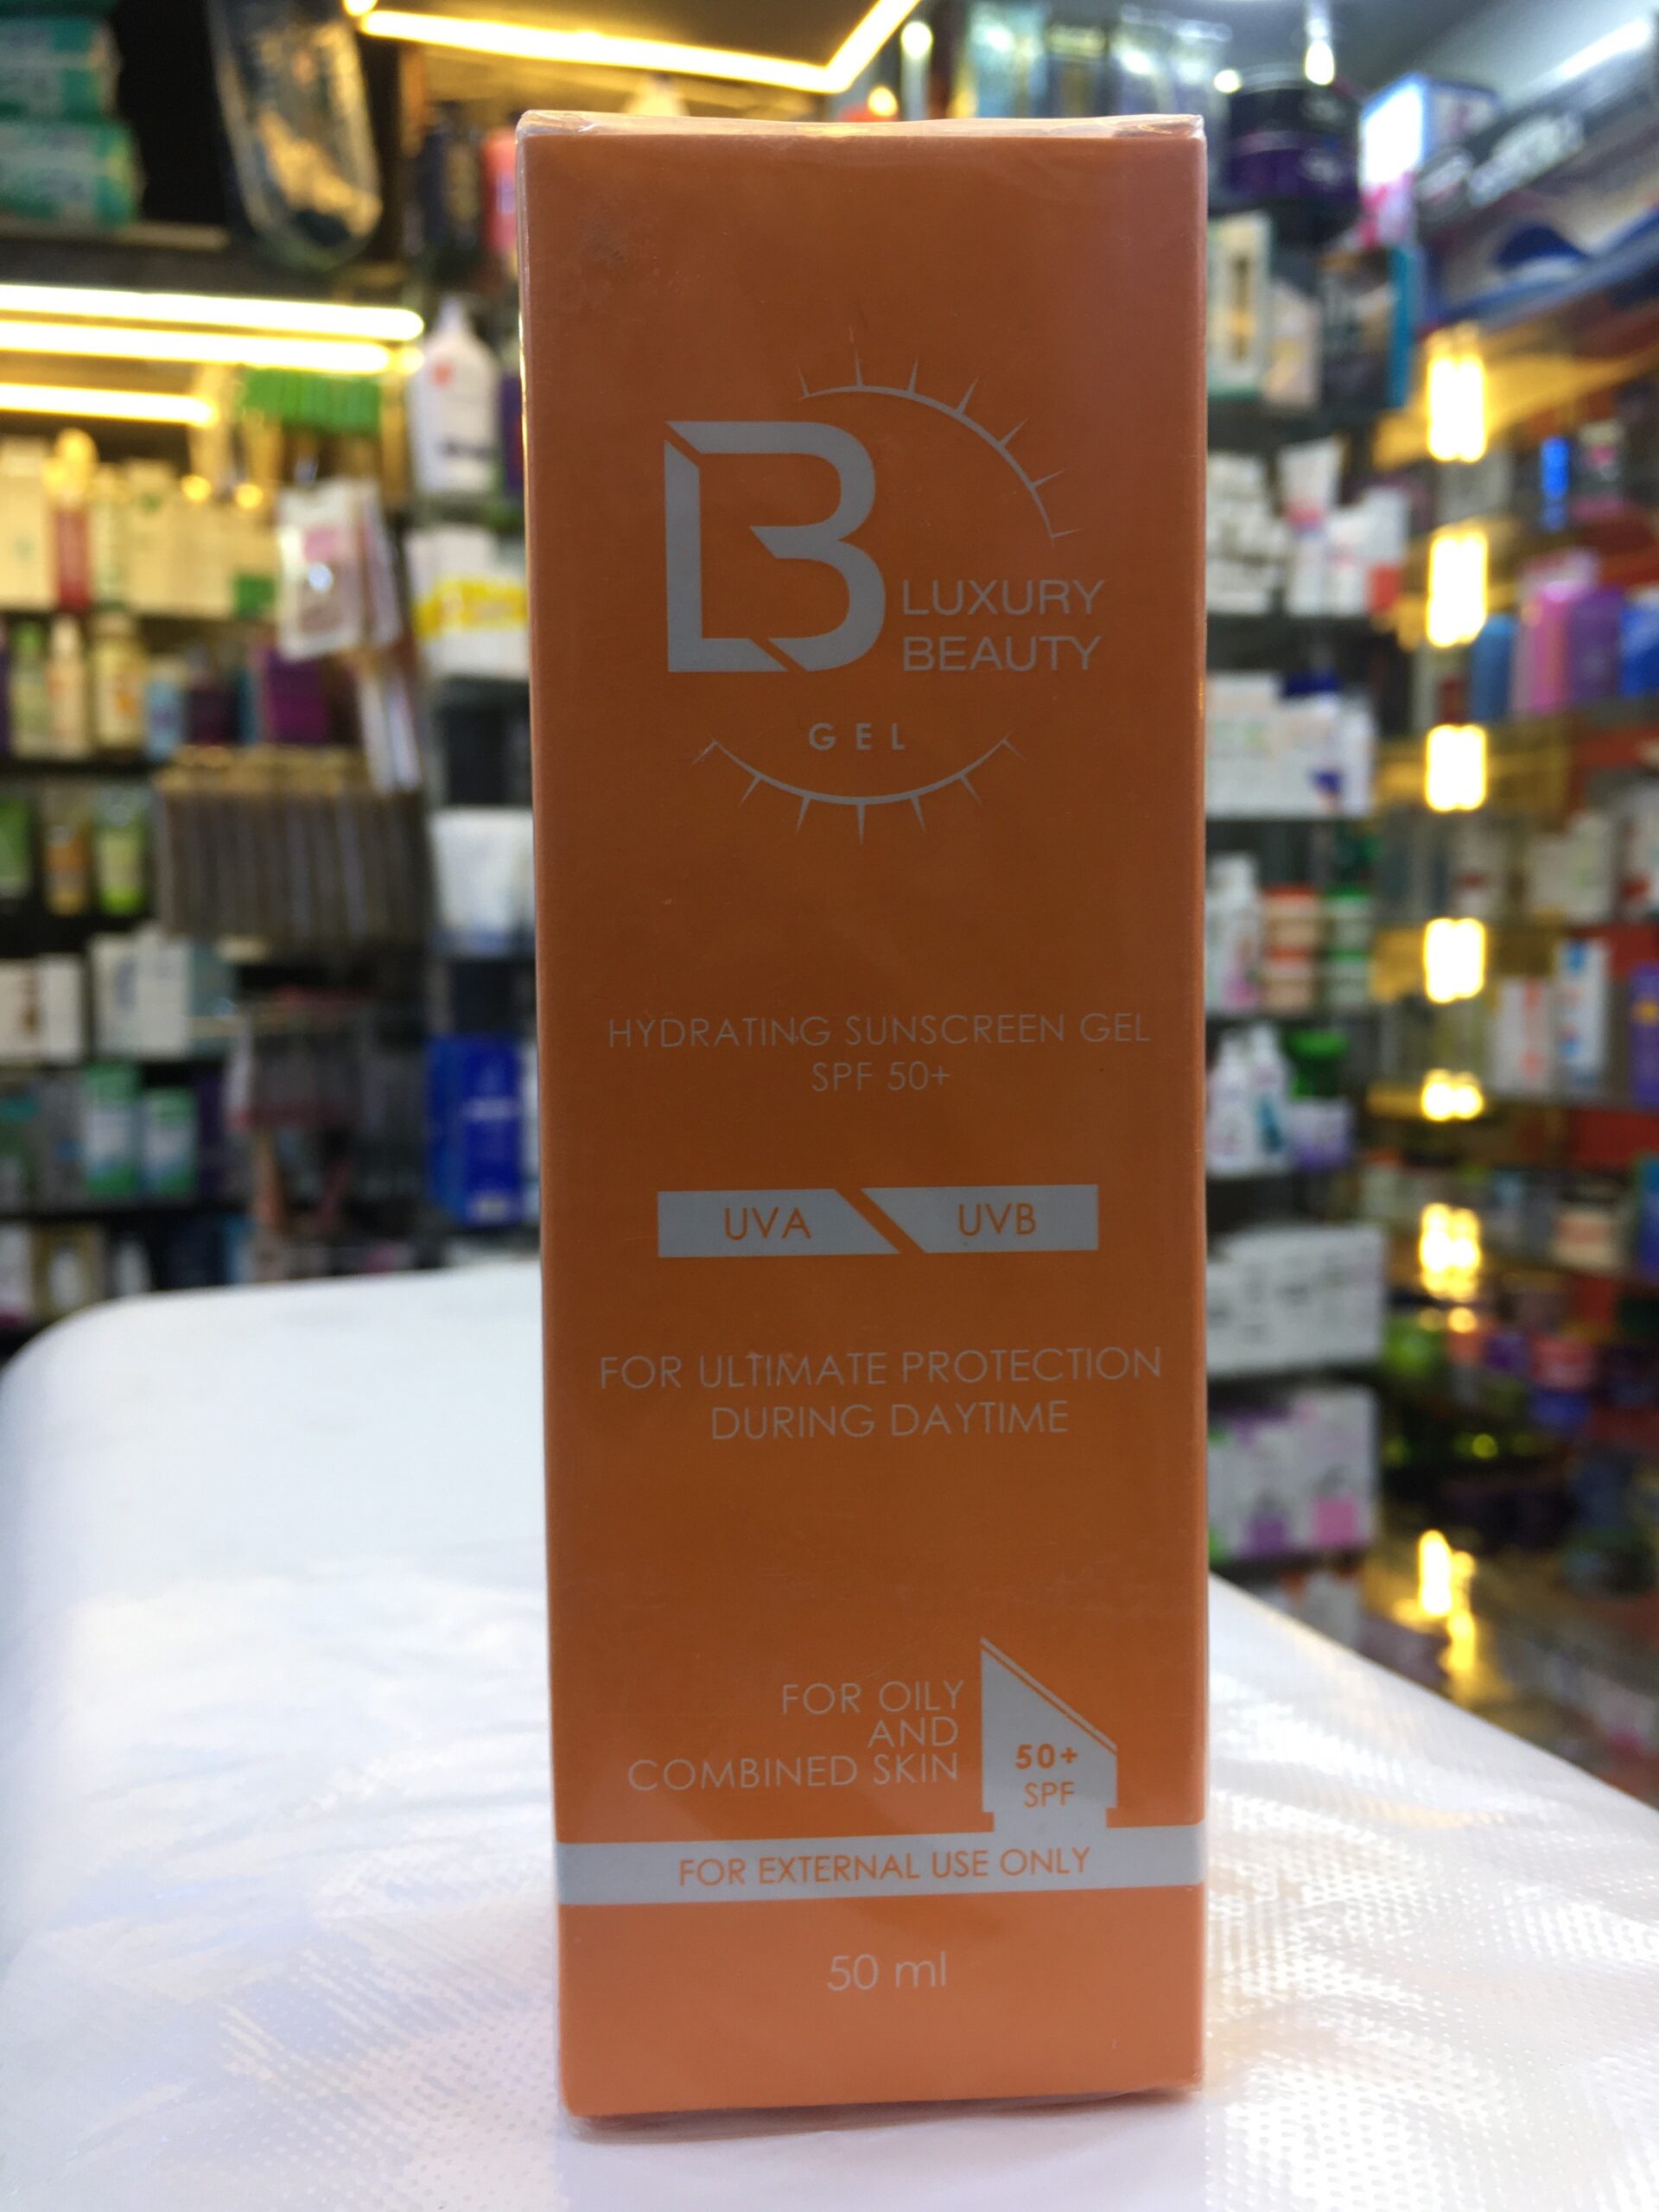 LB
LUXURY
BEAUTY
GEL
HYDRATING SUNSCREEN GEL
SPF 50+
UVA UVB
FOR ULTIMATE PROTECTION
DURING DAYTIME
FOR OILY
AND
COMBINED SKIN
50+
SPF
FOR EXTERNAL USE ONLY
50 ml